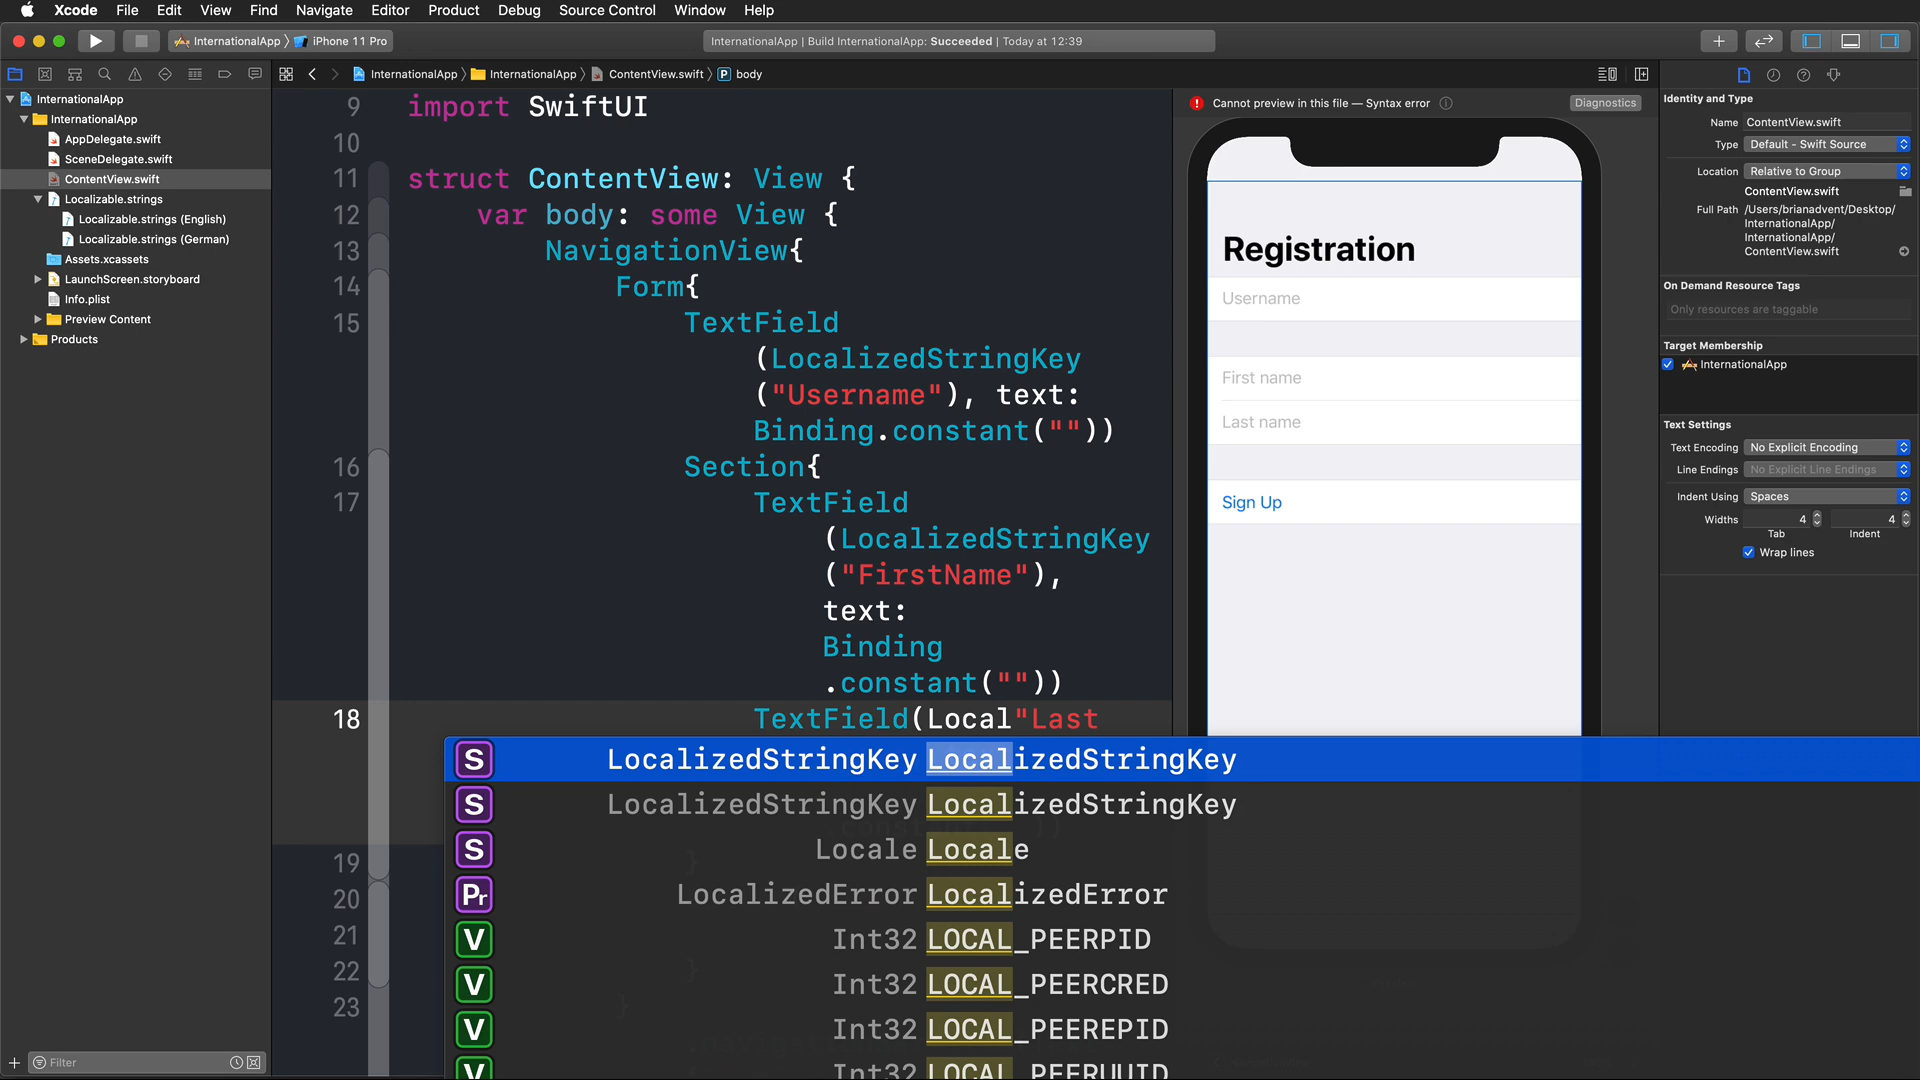 Xcode File Edit View Find Navigate Editor Product Debug Source Control Window Help
InternationalApp 〉 iPhone 11 Pro
InternationalApp | Build InternationalApp: Succeeded | Today at 12:39
InternationalApp 〉 InternationalApp 〉 ContentView.swift 〉 P body
InternationalApp
InternationalApp
AppDelegate.swift
SceneDelegate.swift
ContentView.swift
Localizable.strings
Localizable.strings (English)
Localizable.strings (German)
Assets.xcassets
LaunchScreen.storyboard
Info.plist
Preview Content
Products
Filter
9 import SwiftUI
10
11 struct ContentView: View {
12 var body: some View {
13 NavigationView{
14 Form{
15 TextField
(LocalizedStringKey
("Username"), text:
Binding.constant(""))
16 Section{
17 TextField
(LocalizedStringKey
("FirstName"),
text:
Binding
.constant(""))
18 TextField(Local"Last
S LocalizedStringKey LocalizedStringKey
S LocalizedStringKey LocalizedStringKey
S Locale Locale
Pr LocalizedError LocalizedError
V Int32 LOCAL_PEERPID
V Int32 LOCAL_PEERCRED
V Int32 LOCAL_PEEREPID
V Int32 LOCAL_PEERUUID
19
20
21
22
23
Cannot preview in this file — Syntax error
Diagnostics
Registration
Username
First name
Last name
Sign Up
Identity and Type
Name ContentView.swift
Type Default - Swift Source
Location Relative to Group
ContentView.swift
Full Path /Users/brianadvent/Desktop/
InternationalApp/
InternationalApp/
ContentView.swift
On Demand Resource Tags
Only resources are taggable
Target Membership
InternationalApp
Text Settings
Text Encoding No Explicit Encoding
Line Endings No Explicit Line Endings
Indent Using Spaces
Widths 4 4
Tab Indent
Wrap lines